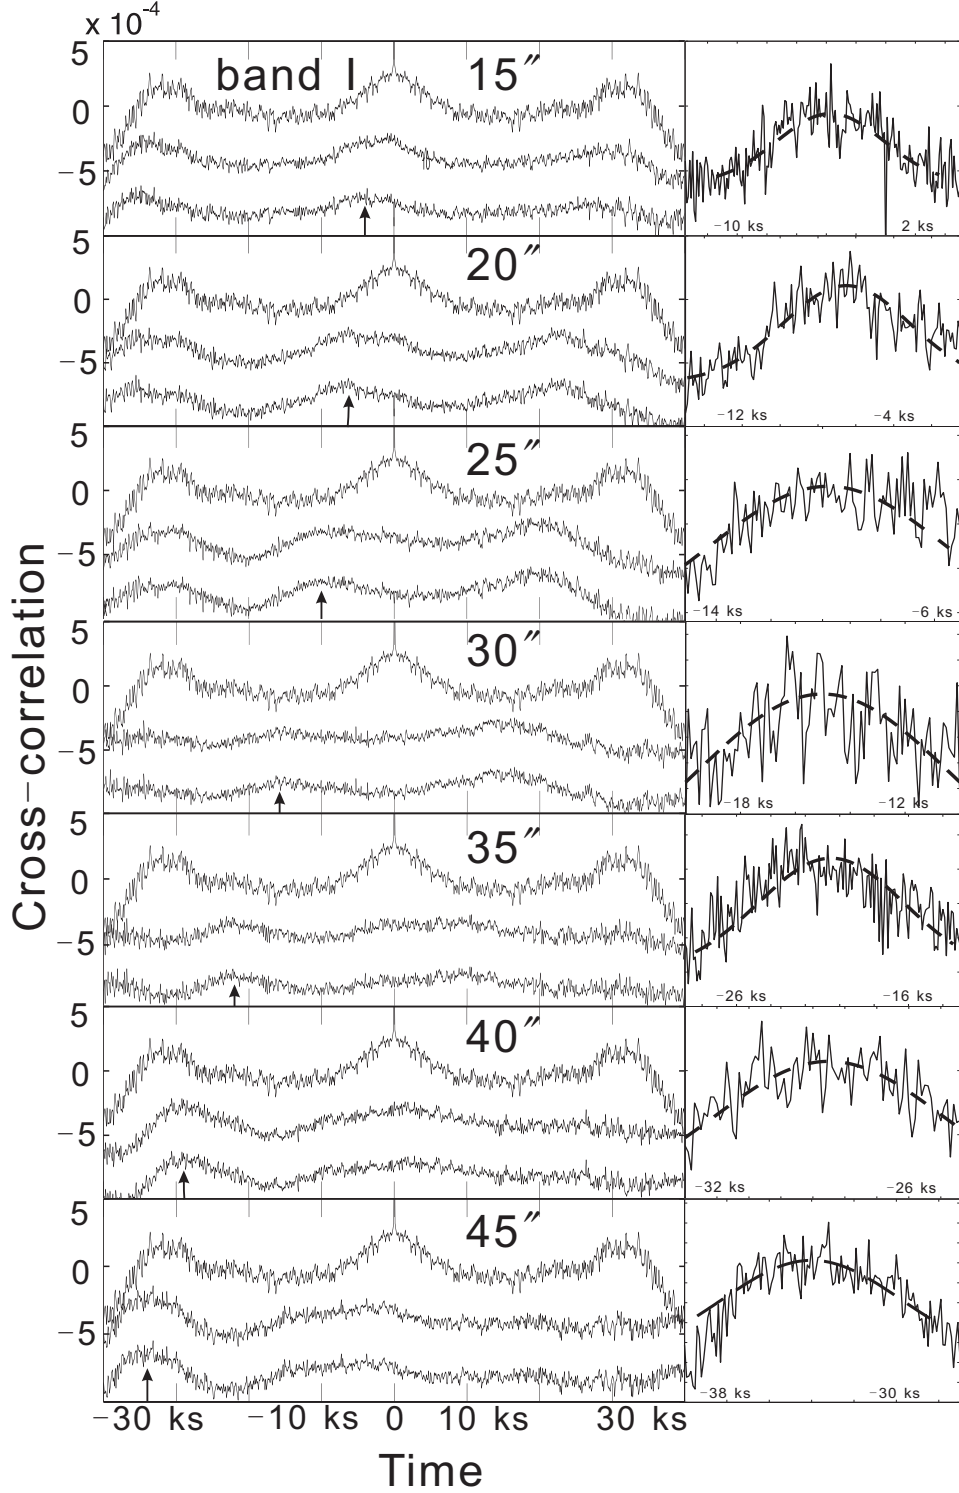 x 10⁻⁴
5
0
−5
band I
15″
−10 ks
2 ks
5
0
−5
20″
−12 ks
−4 ks
5
0
−5
25″
−14 ks
−6 ks
5
0
−5
30″
−18 ks
−12 ks
5
0
−5
35″
−26 ks
−16 ks
5
0
−5
40″
−32 ks
−26 ks
5
0
−5
45″
−38 ks
−30 ks
Cross−correlation
−30 ks −10 ks 0 10 ks 30 ks
Time